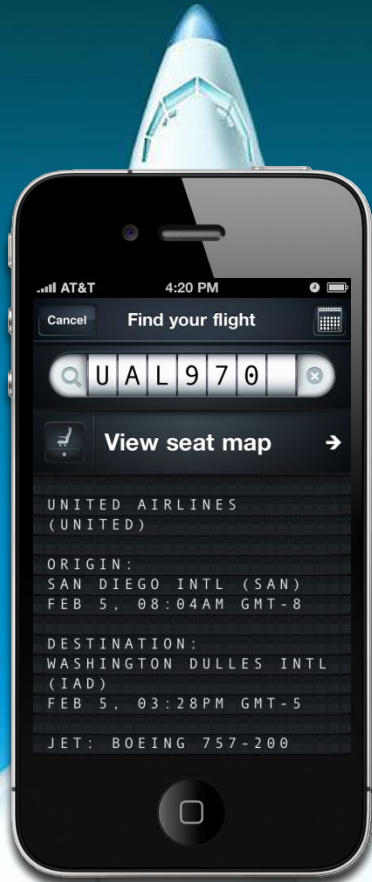 AT&T 4:20 PM
Cancel Find your flight
UAL970
View seat map
UNITED AIRLINES
(UNITED)
ORIGIN:
SAN DIEGO INTL (SAN)
FEB 5, 08:04AM GMT-8
DESTINATION:
WASHINGTON DULLES INTL
(IAD)
FEB 5, 03:28PM GMT-5
JET: BOEING 757-200